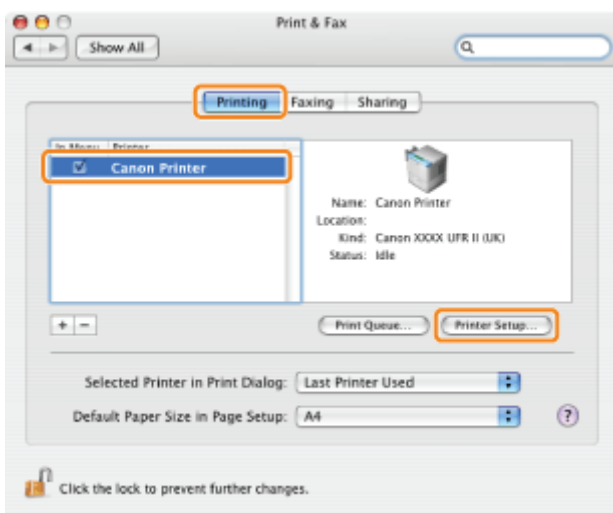 Print & Fax
Show All
Printing Faxing Sharing
In Menu Printer
Canon Printer
Name: Canon Printer
Location:
Kind: Canon XXXX UFR II (UK)
Status: Idle
+ −
Print Queue... Printer Setup...
Selected Printer in Print Dialog: Last Printer Used
Default Paper Size in Page Setup: A4
?
Click the lock to prevent further changes.